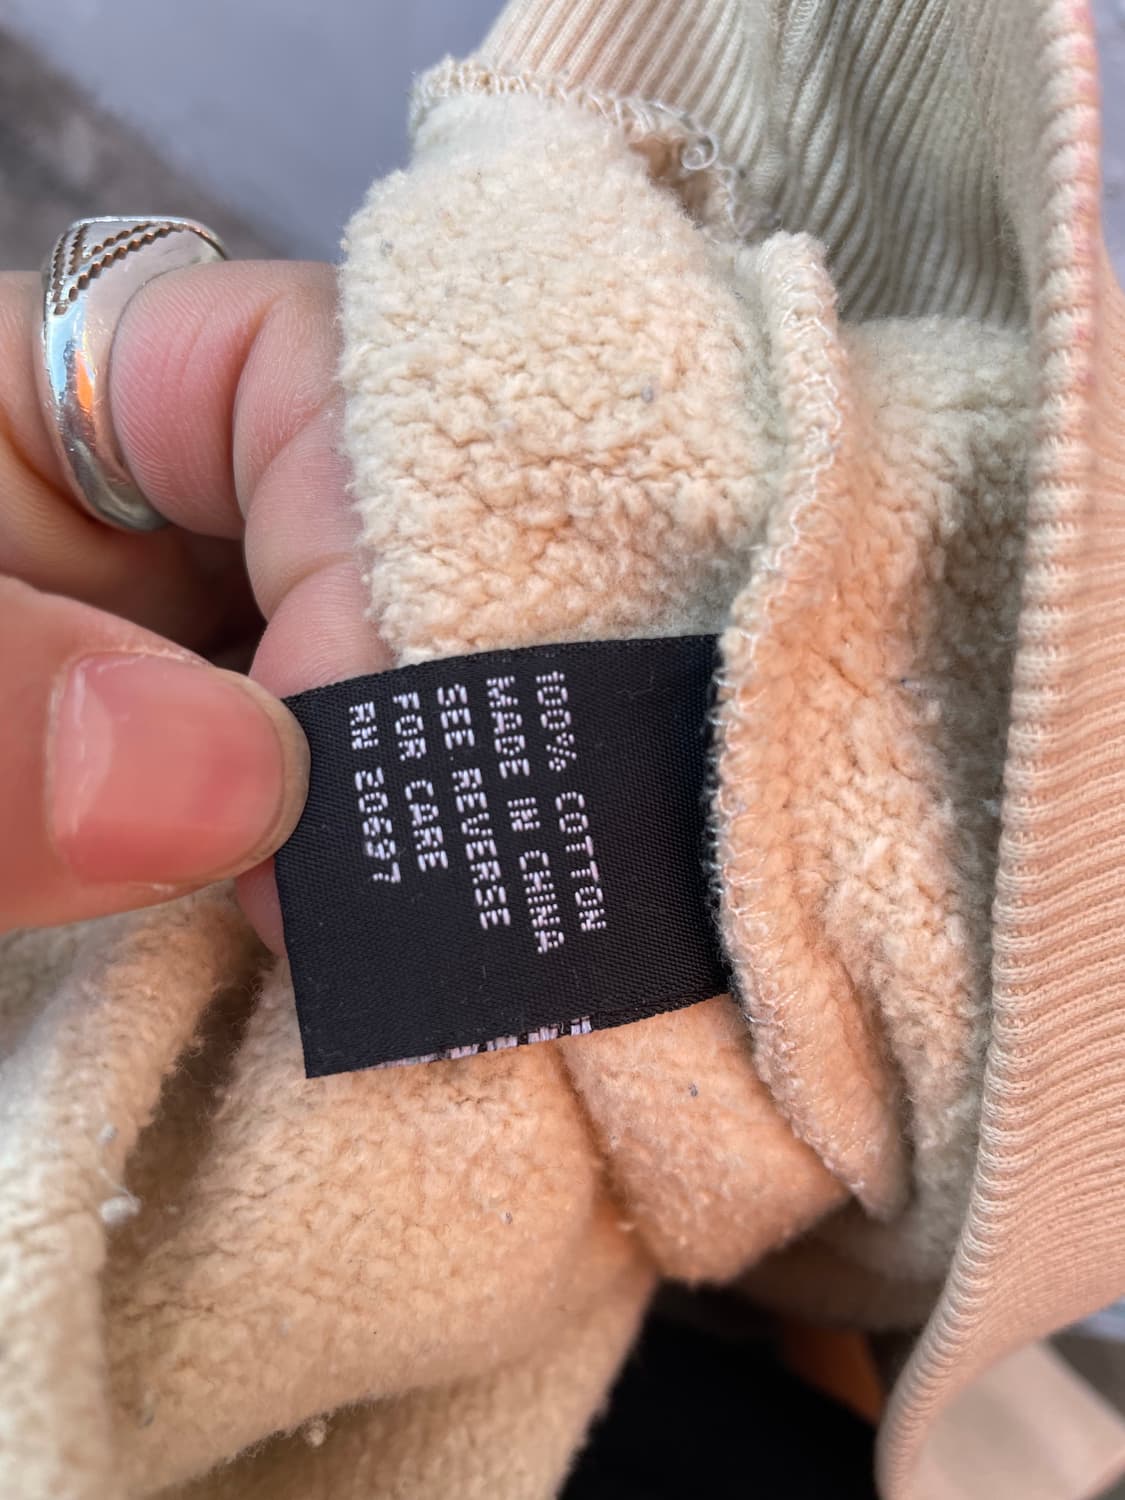 100% COTTON
MADE IN CHINA
SEE REVERSE
FOR CARE
RN 20697